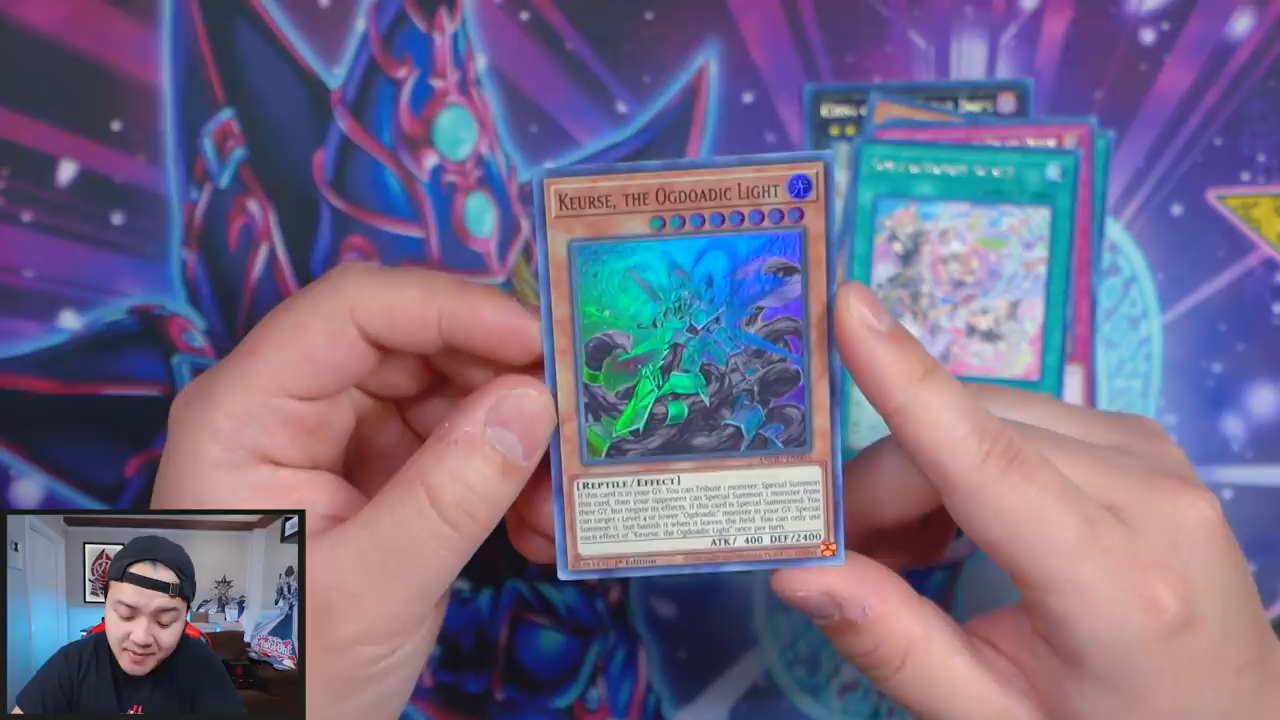 KEURSE, THE OGDOADIC LIGHT
光
[REPTILE/EFFECT]
If this card is in your GY: You can Tribute 1 monster; Special Summon
this card, then your opponent can Special Summon 1 monster from
their GY, but negate its effects. If this card is Special Summoned: You
can target 1 Level 4 or lower "Ogdoadic" monster in your GY; Special
Summon it, but banish it when it leaves the field. You can only use
each effect of "Keurse, the Ogdoadic Light" once per turn.
ATK/ 400 DEF/2400
1st Edition